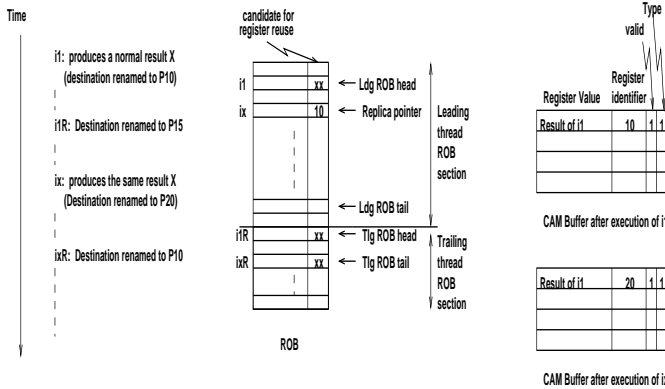 Time
i1: produces a normal result X
(destination renamed to P10)
i1R: Destination renamed to P15
ix: produces the same result X
(Destination renamed to P20)
ixR: Destination renamed to P10
candidate for
register reuse
i1 xx Ldg ROB head
ix 10 Replica pointer
Leading
thread
ROB
section
Ldg ROB tail
i1R xx Tlg ROB head
ixR xx Tlg ROB tail
Trailing
thread
ROB
section
ROB
Type
valid
Register Value
Register
identifier
Result of i1 10 1 1
CAM Buffer after execution of i1
Result of i1 20 1 1
CAM Buffer after execution of